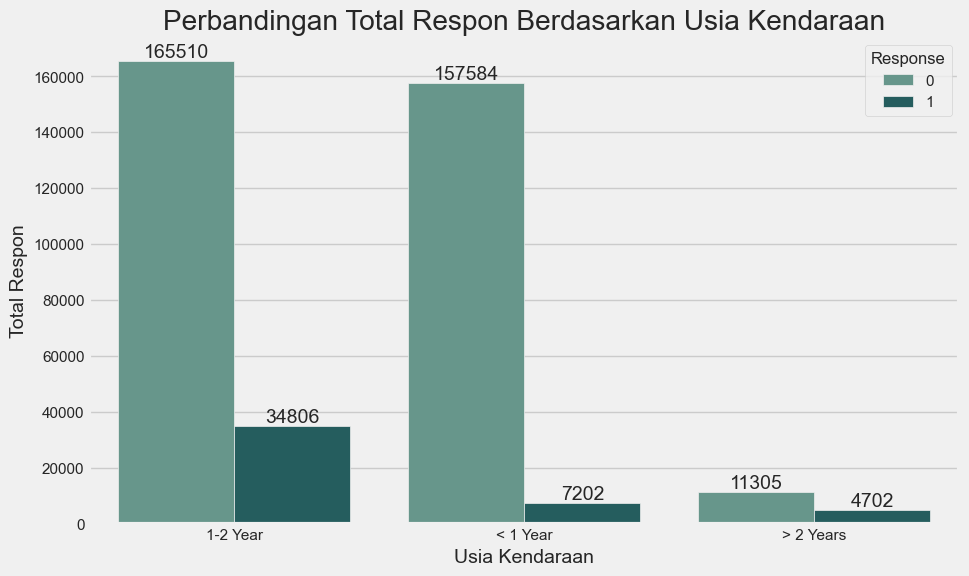 Perbandingan Total Respon Berdasarkan Usia Kendaraan
Response
0
1
Total Respon
160000
140000
120000
100000
80000
60000
40000
20000
0
165510
34806
157584
7202
11305
4702
1-2 Year
< 1 Year
> 2 Years
Usia Kendaraan